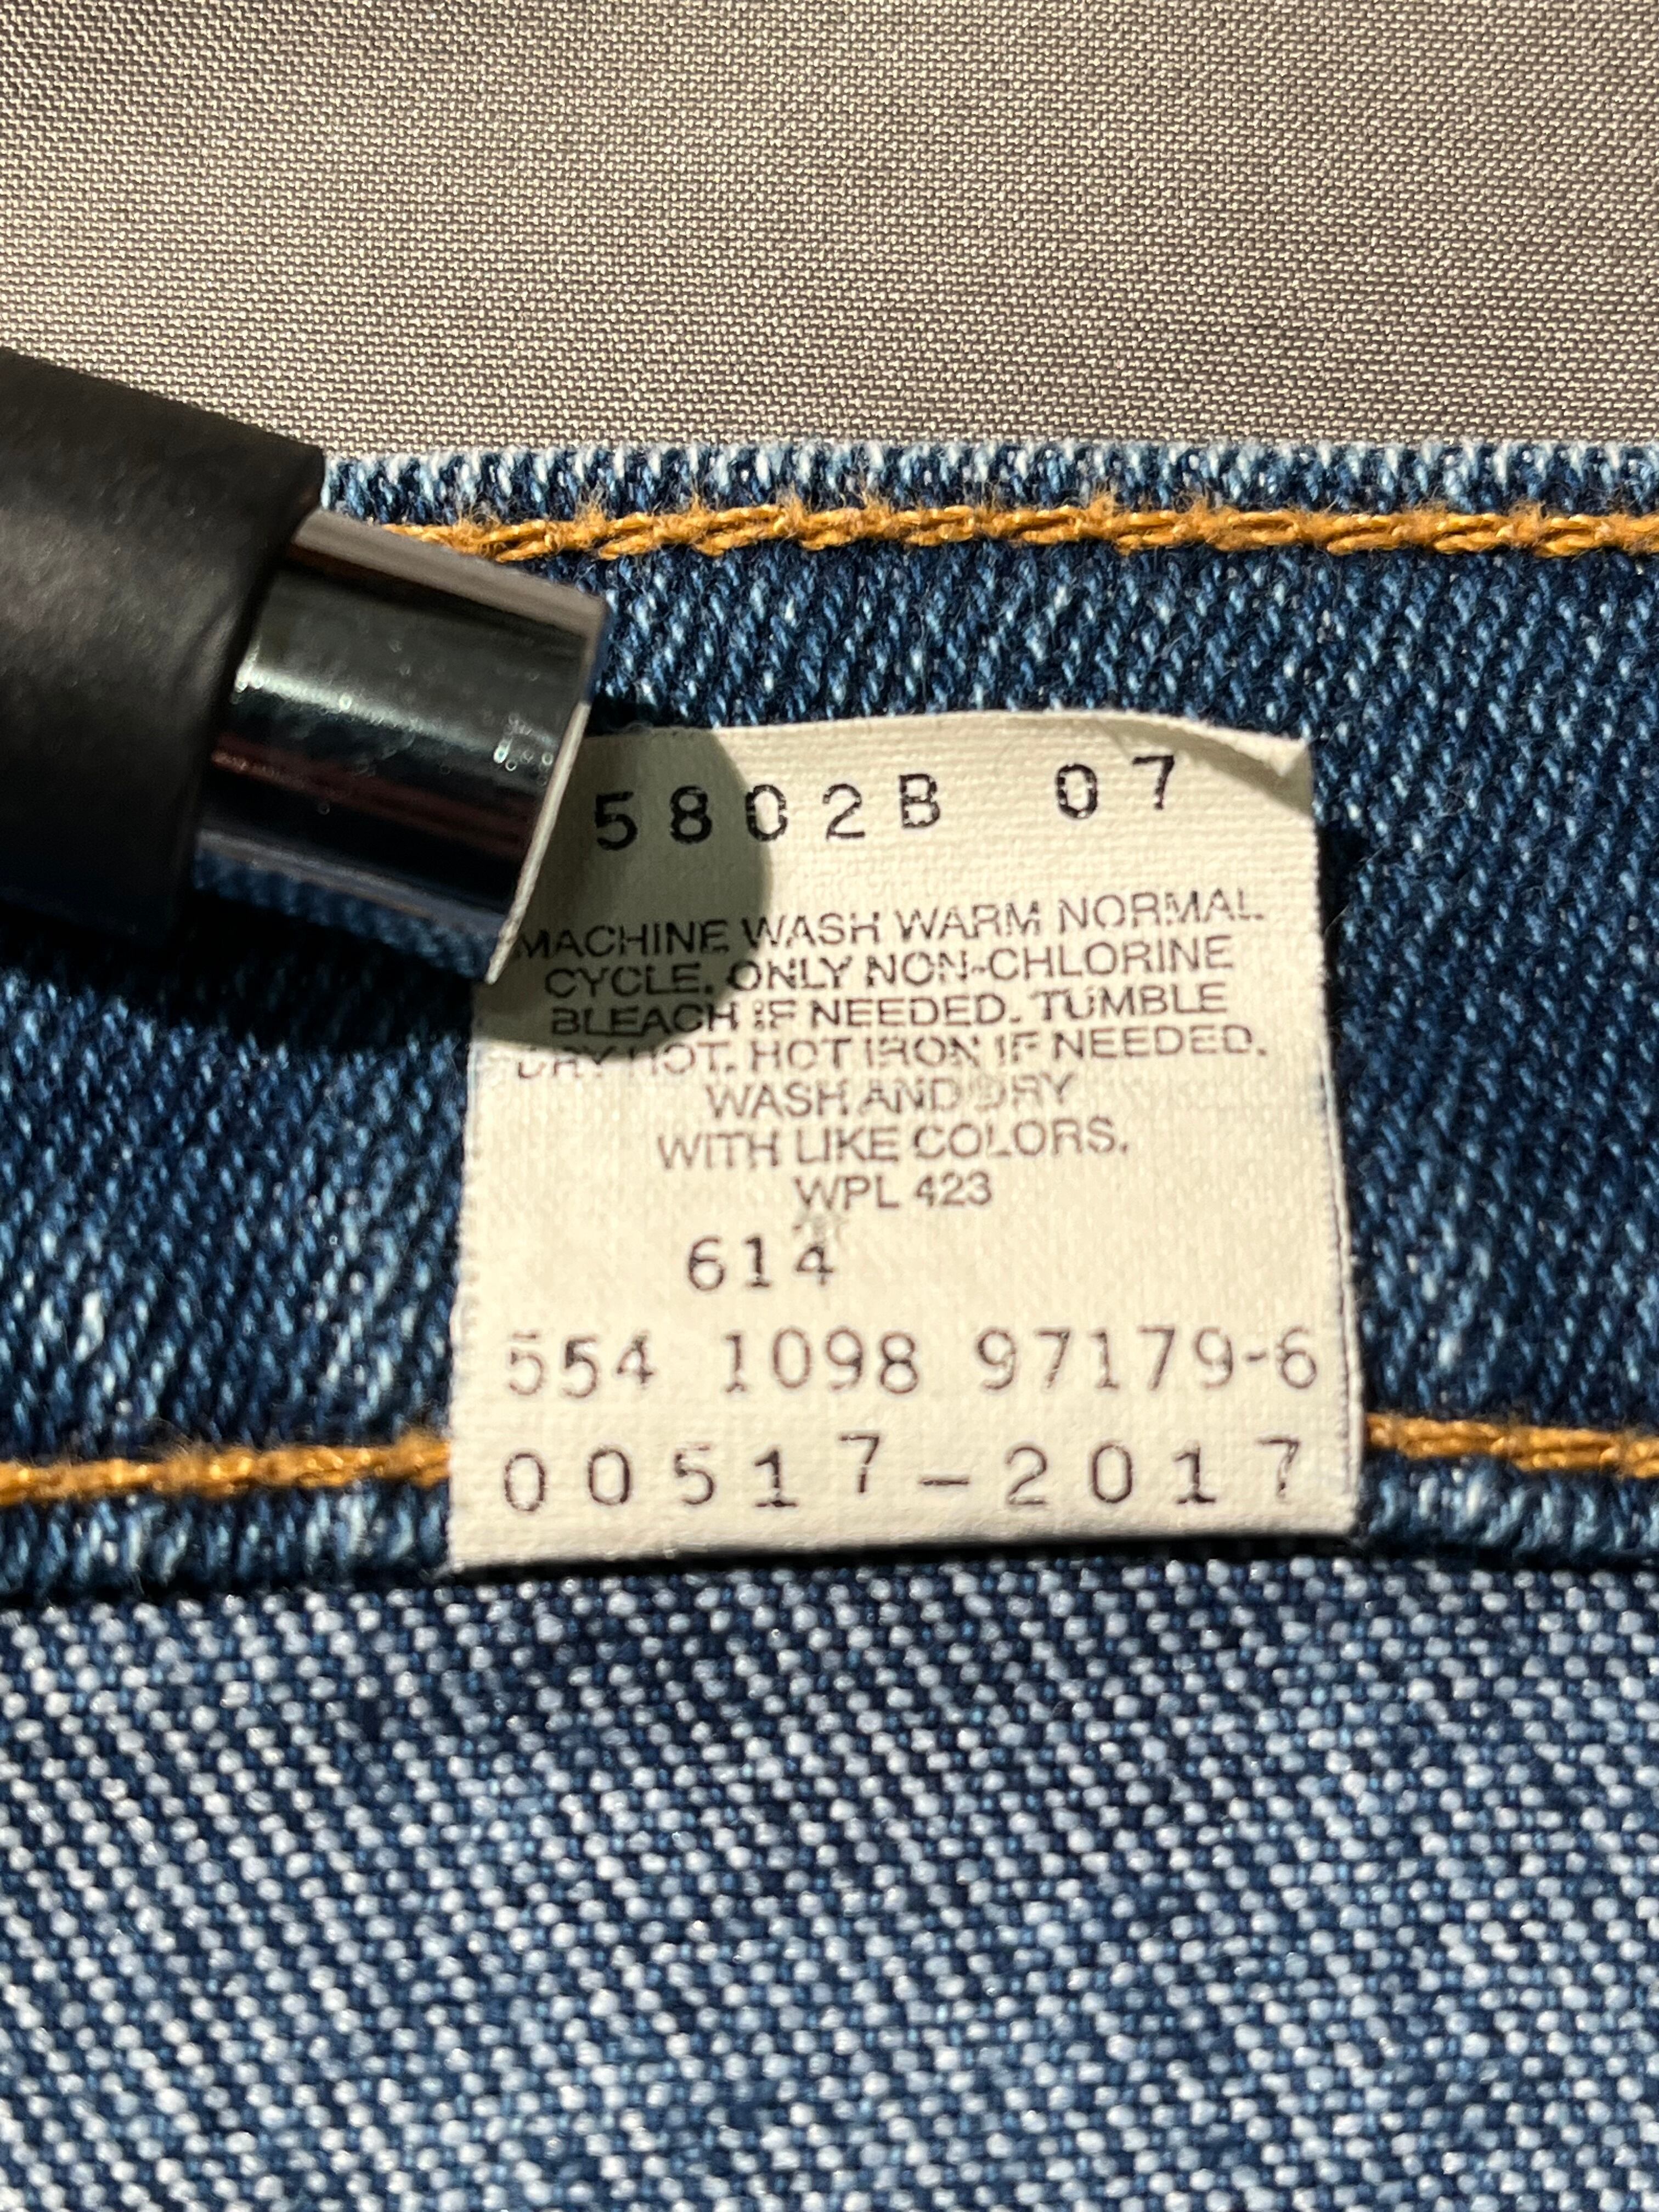 5802B 07
MACHINE WASH WARM NORMAL
CYCLE. ONLY NON-CHLORINE
BLEACH IF NEEDED. TUMBLE
DRY HOT. HOT IRON IF NEEDED.
WASH AND DRY
WITH LIKE COLORS.
WPL 423
614
554 1098 97179-6
00517-2017